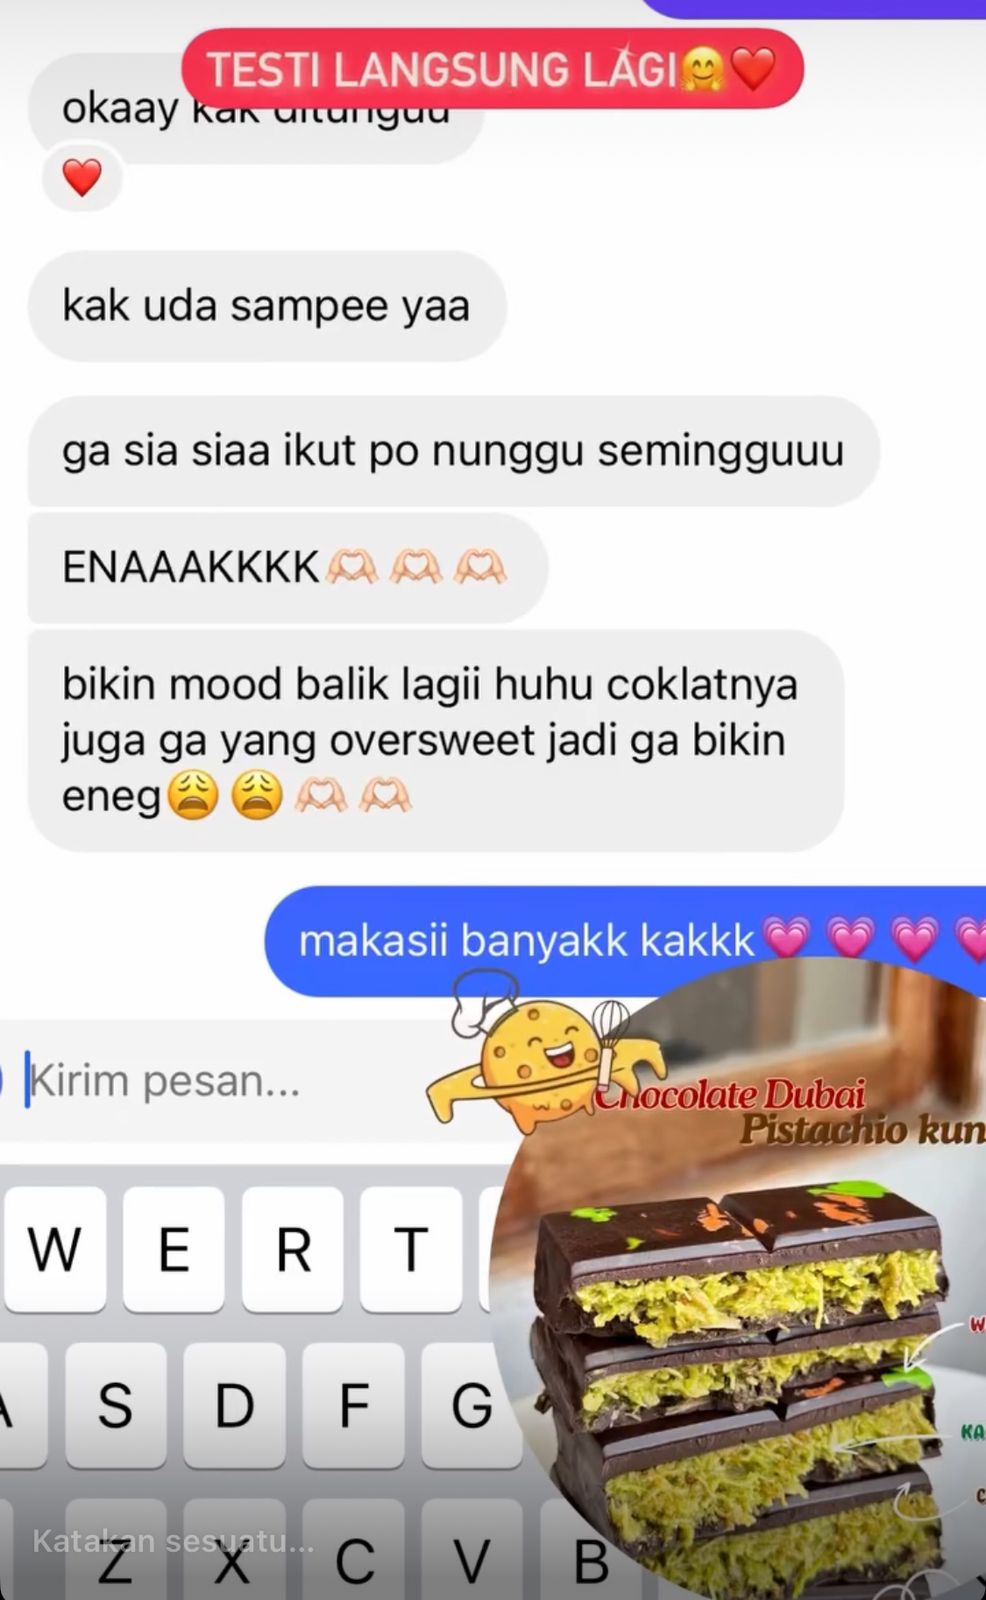 TESTI LANGSUNG LAGI🤗❤️
okaay kak ditunguu
❤️
kak uda sampee yaa
ga sia siaa ikut po nunggu semingguuu
ENAAAKKKK🫶🏻🫶🏻🫶🏻
bikin mood balik lagii huhu coklatnya
juga ga yang oversweet jadi ga bikin
eneg😩😩🫶🏻🫶🏻
makasii banyakk kakkk💗💗💗💗
Kirim pesan...
Chocolate Dubai
Pistachio kun
W E R T
A S D F G
KA
Katakan sesuatu...
Z X C V B